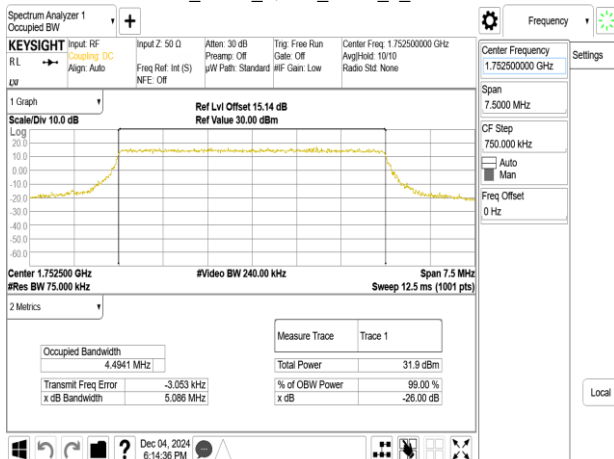 Spectrum Analyzer 1
Occupied BW
Frequency
KEYSIGHT
RL
Input: RF
Coupling: DC
Align: Auto
Input Z: 50 Ω
Freq Ref: Int (S)
NFE: Off
Atten: 30 dB
Preamp: Off
µW Path: Standard
Trig: Free Run
Gate: Off
#IF Gain: Low
Center Freq: 1.752500000 GHz
Avg|Hold: 10/10
Radio Std: None
Center Frequency
1.752500000 GHz
Settings
Span
7.5000 MHz
CF Step
750.000 kHz
Auto
Man
Freq Offset
0 Hz
Local
1 Graph
Scale/Div 10.0 dB
Ref Lvl Offset 15.14 dB
Ref Value 30.00 dBm
Log
20.0
10.0
0.00
-10.0
-20.0
-30.0
-40.0
-50.0
-60.0
Center 1.752500 GHz
#Video BW 240.00 kHz
Span 7.5 MHz
#Res BW 75.000 kHz
Sweep 12.5 ms (1001 pts)
2 Metrics
Measure Trace Trace 1
Occupied Bandwidth
4.4941 MHz
Total Power 31.9 dBm
Transmit Freq Error -3.053 kHz
% of OBW Power 99.00 %
x dB Bandwidth 5.086 MHz
x dB -26.00 dB
?
Dec 04, 2024
6:14:36 PM